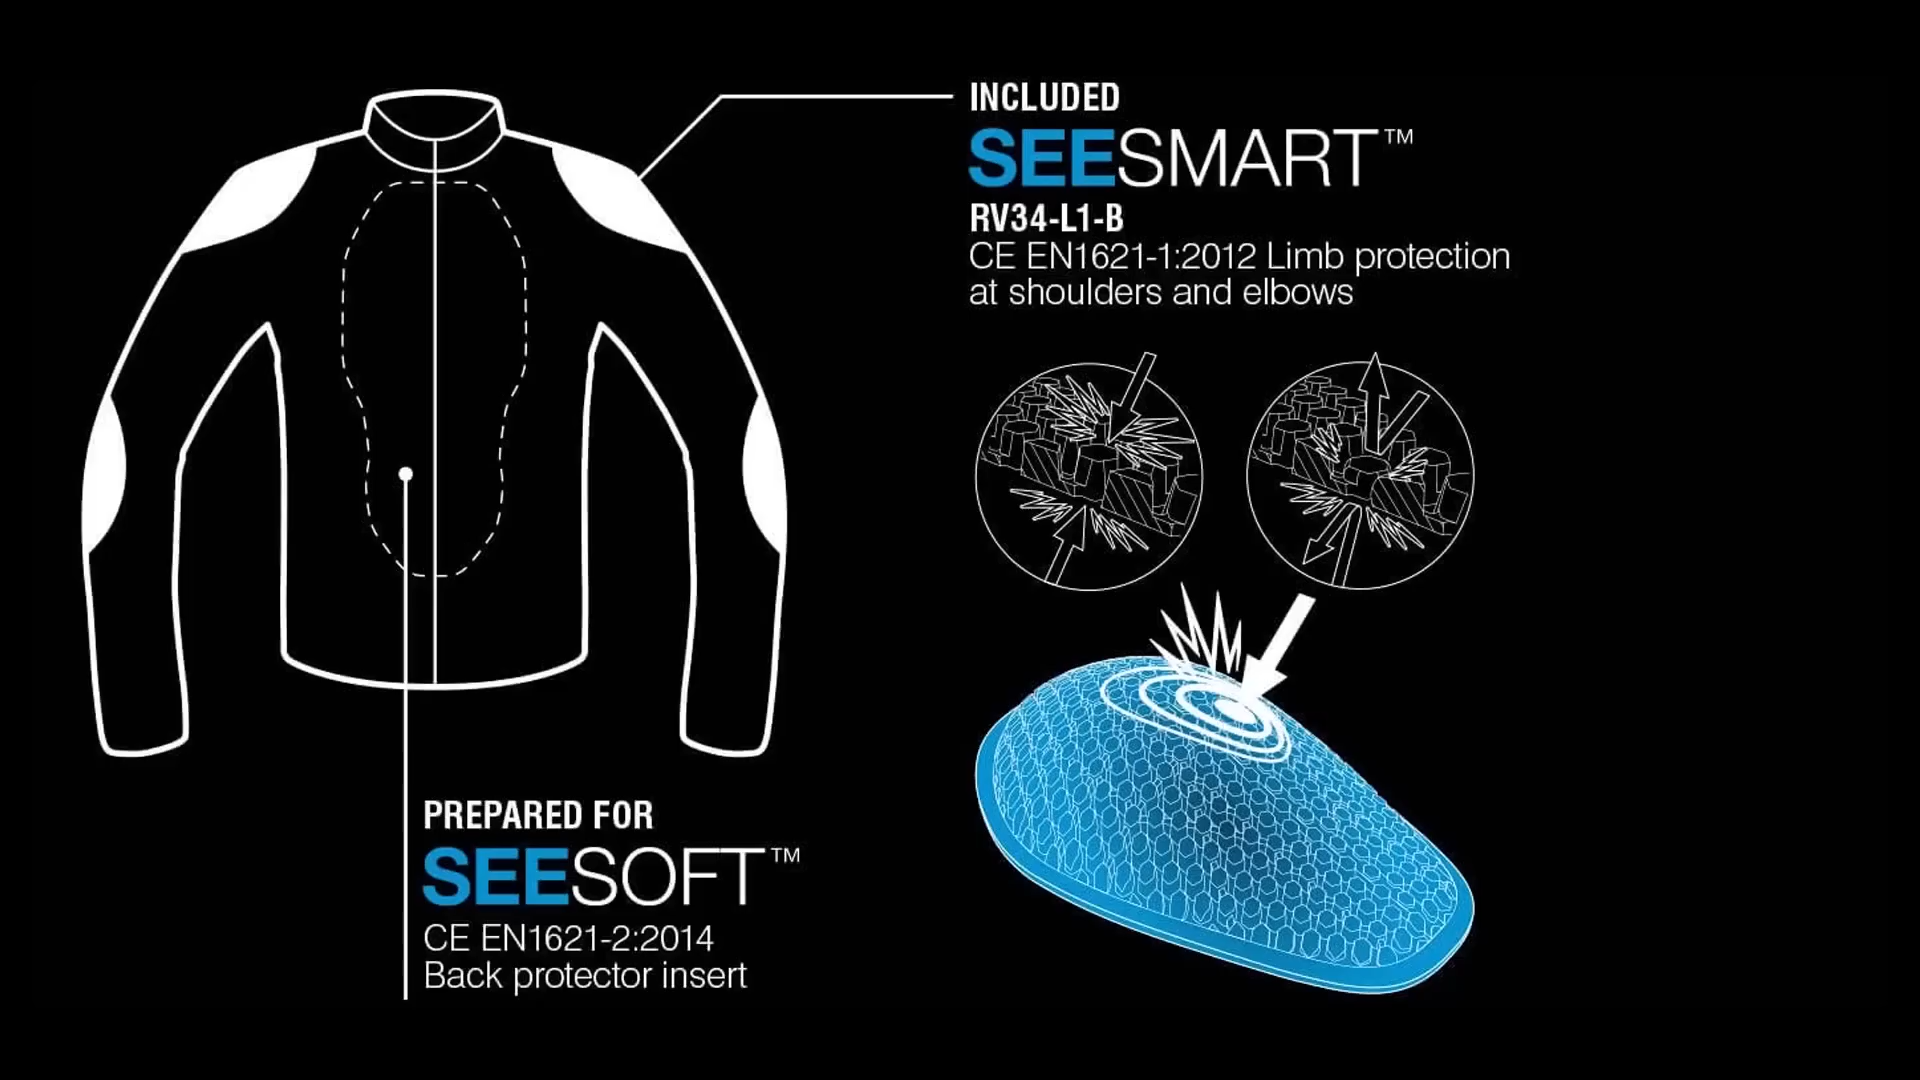 INCLUDED
SEESMART™
RV34-L1-B
CE EN1621-1:2012 Limb protection
at shoulders and elbows
PREPARED FOR
SEESOFT™
CE EN1621-2:2014
Back protector insert